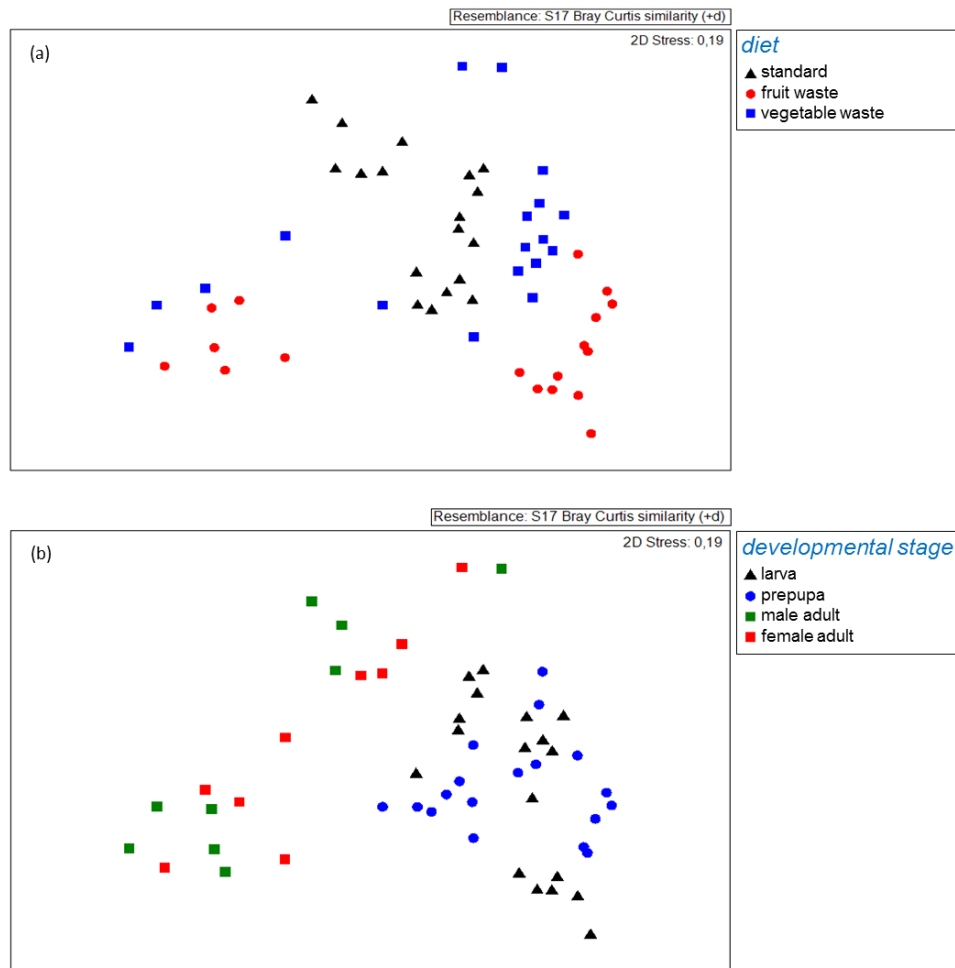 Resemblance: S17 Bray Curtis similarity (+d)
(a)
2D Stress: 0,19
diet
standard
fruit waste
vegetable waste
Resemblance: S17 Bray Curtis similarity (+d)
(b)
2D Stress: 0,19
developmental stage
larva
prepupa
male adult
female adult